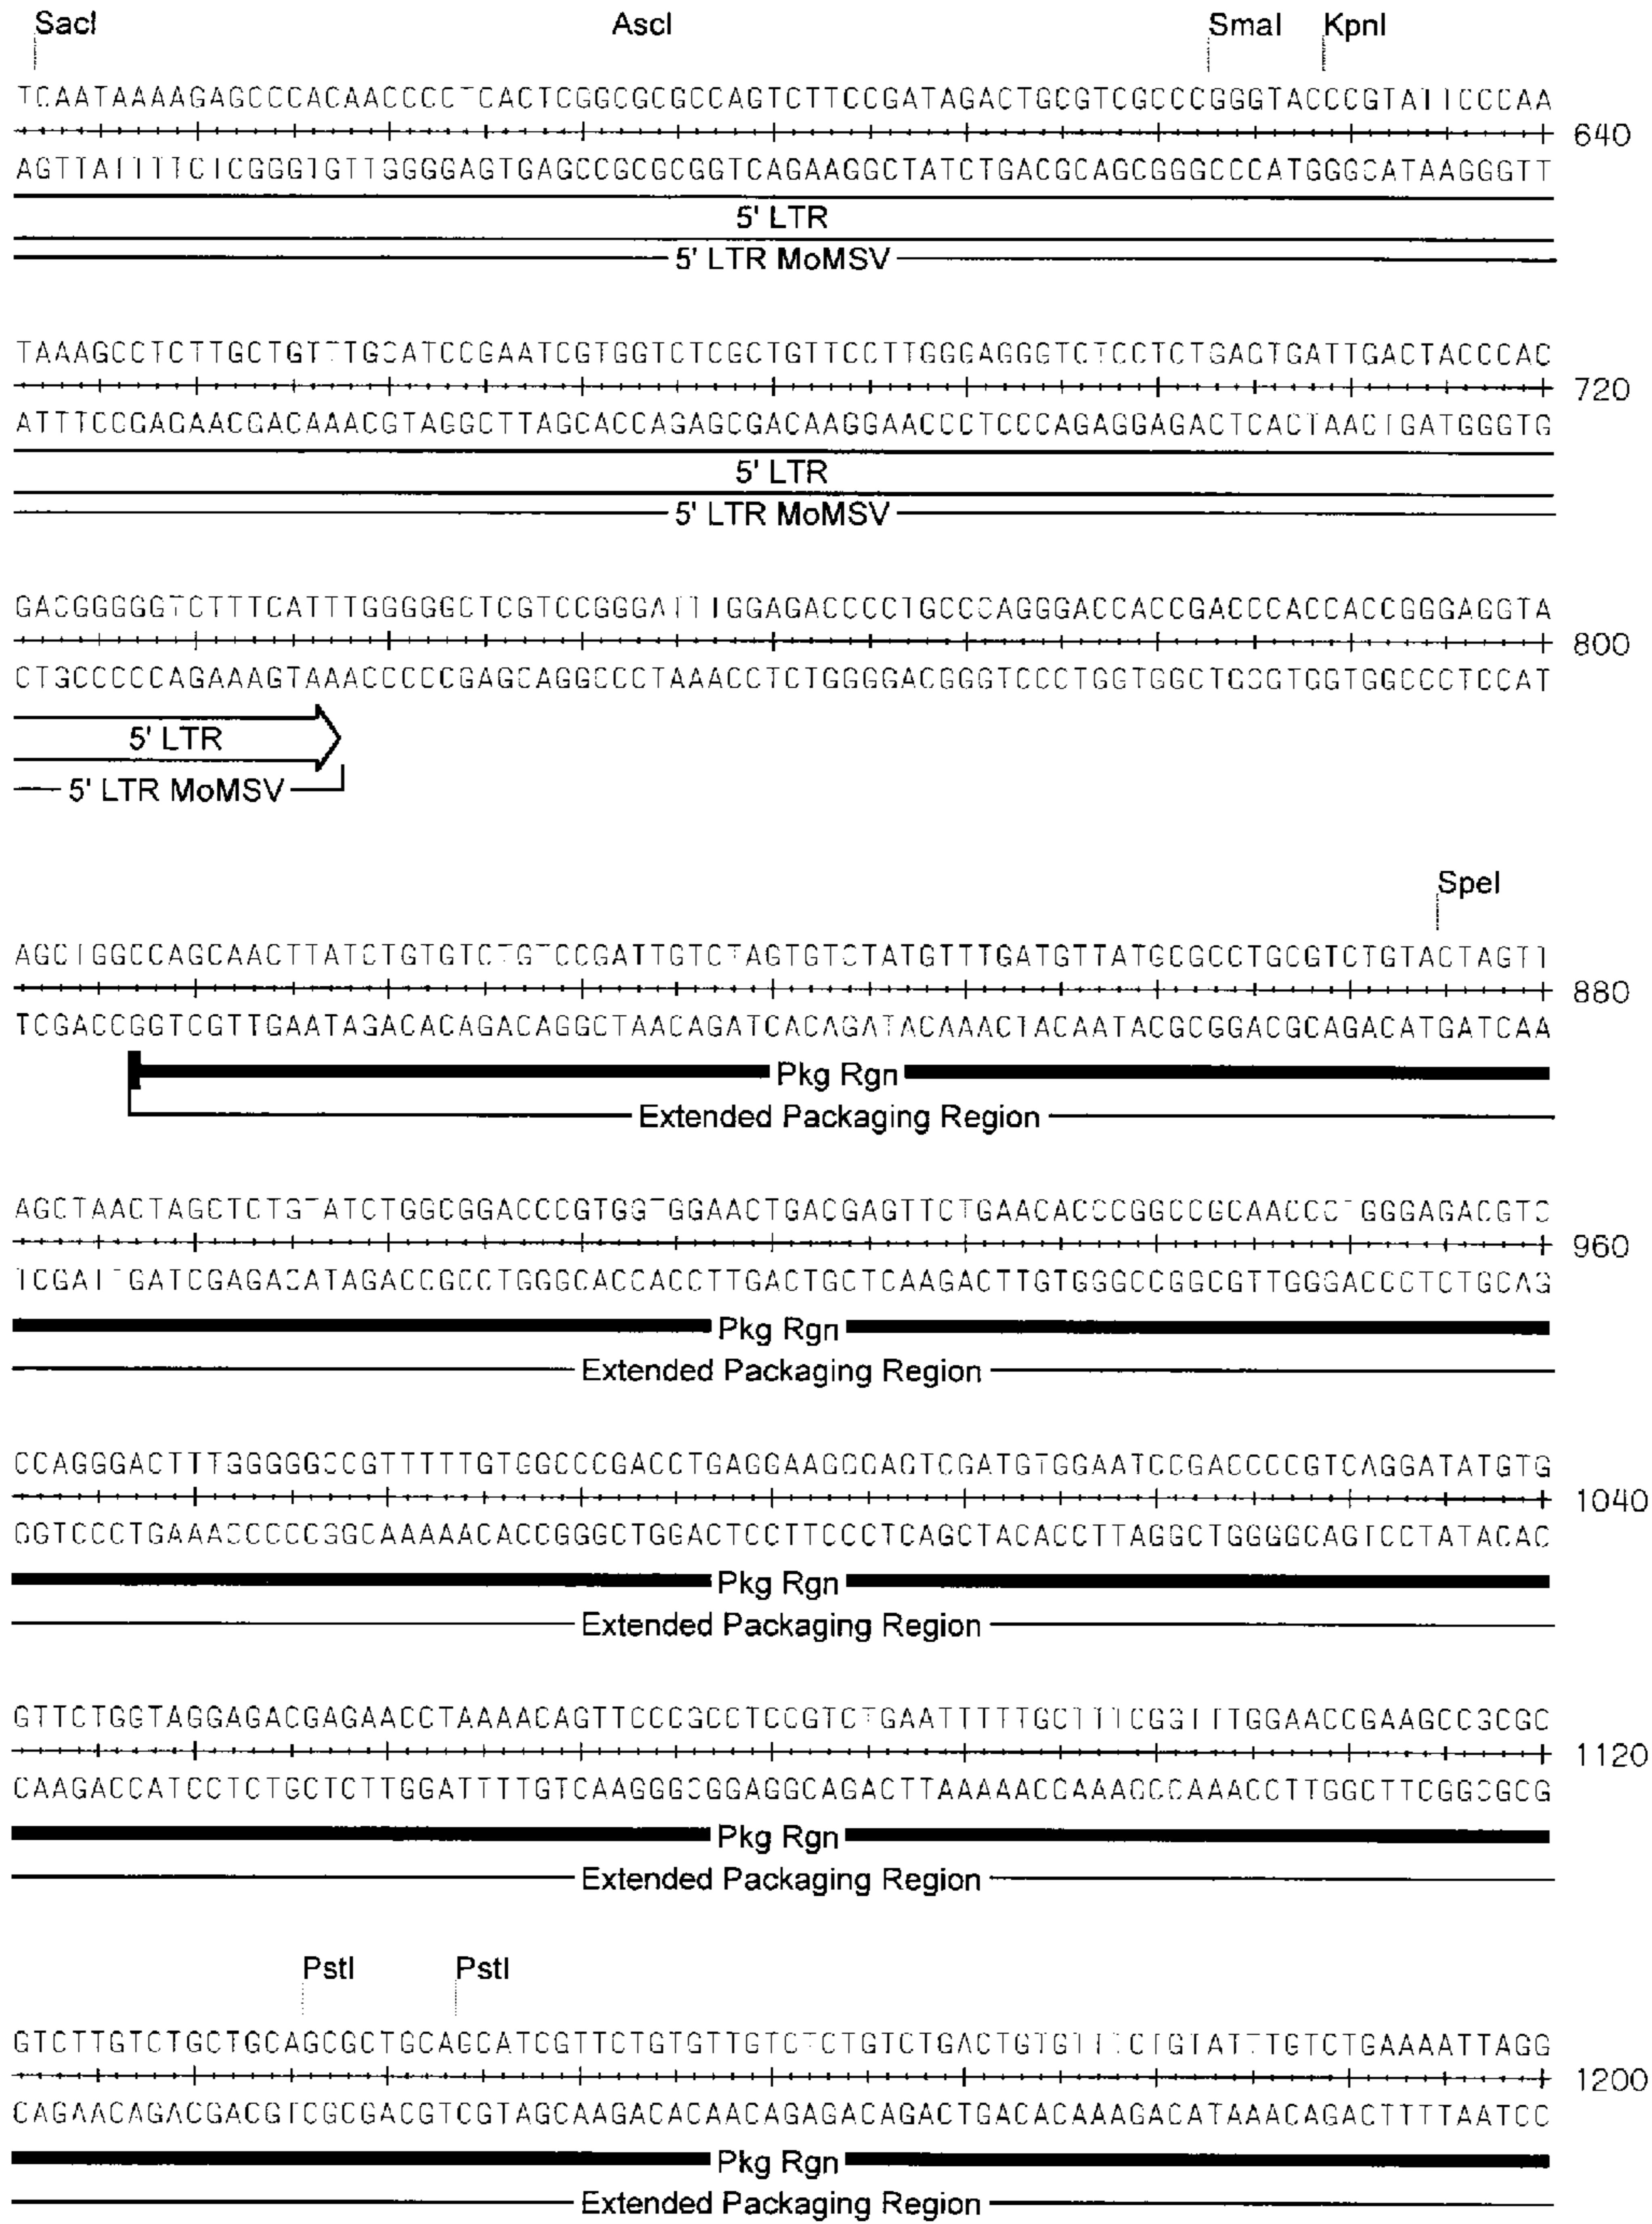 SacI AscI SmaI KpnI
TCAATAAAAGAGCCCACAACCCCTCACTCGGCGCGCCAGTCTTCCGATAGACTGCGTCGCCCGGGTACCCGTATTCCCAA
640
AGTTATTTTCTCGGGTGTTGGGGAGTGAGCCGCGCGGTCAGAAGGCTATCTGACGCAGCGGGCCCATGGGCATAAGGGTT
5' LTR
5' LTR MoMSV
TAAAGCCTCTTGCTGTTTGCATCCGAATCGTGGTCTCGCTGTTCCTTGGGAGGGTCTCCTCTGACTGATTGACTACCCAC
720
ATTTCGGAGAACGACAAACGTAGGCTTAGCACCAGAGCGACAAGGAACCCTCCCAGAGGAGACTCACTAACTGATGGGTG
5' LTR
5' LTR MoMSV
GACGGGGGTCTTTCATTTGGGGGCTCGTCCGGGATTTGGAGACCCCTGCCCAGGGACCACCGACCCACCACCGGGAGGTA
800
CTGCCCCCAGAAAGTAAACCCCCGAGCAGGCCCTAAACCTCTGGGGACGGGTCCCTGGTGGCTGGGTGGTGGCCCTCCAT
5' LTR
5' LTR MoMSV
SpeI
AGCTGGCCAGCAACTTATCTGTGTCTGTCCGATTGTCTAGTGTCTATGTTTGATGTTATGCGCCTGCGTCTGTACTAGTT
880
TCGACCGGTCGTTGAATAGACACAGACAGGCTAACAGATCACAGATACAAACTACAATACGCGGACGCAGACATGATCAA
Pkg Rgn
Extended Packaging Region
AGCTAACTAGCTCTGTATCTGGCGGACCCGTGGTGGAACTGACGAGTTCTGAACACCCGGCCGCAACCCTGGGAGACGTC
960
TCGATTGATCGAGACATAGACCGCCTGGGCACCACCTTGACTGCTCAAGACTTGTGGGCCGGCGTTGGGACCCTCTGCAG
Pkg Rgn
Extended Packaging Region
CCAGGGACTTTGGGGGCCGTTTTTGTGGCCCGACCTGAGGAAGGGAGTCGATGTGGAATCCGACCCCGTCAGGATATGTG
1040
GGTCCCTGAAACCCCCGGCAAAAACACCGGGCTGGACTCCTTCCCTCAGCTACACCTTAGGCTGGGGCAGTCCTATACAC
Pkg Rgn
Extended Packaging Region
GTTCTGGTAGGAGACGAGAACCTAAAACAGTTCCCGCCTCCGTCTGAATTTTTGCTTTCGGTTTGGAACCGAAGCCGCGC
1120
CAAGACCATCCTCTGCTCTTGGATTTTGTCAAGGGCGGAGGCAGACTTAAAAACGAAAGCCAAACCTTGGCTTCGGCGCG
Pkg Rgn
Extended Packaging Region
PstI PstI
GTCTTGTCTGCTGCAGCGCTGCAGCATCGTTCTGTGTTGTCTCTGTCTGACTGTGTTTCTGTATTTGTCTGAAAATTAGG
1200
CAGAACAGACGACGTCGCGACGTCGTAGCAAGACACAACAGAGACAGACTGACACAAAGACATAAACAGACTTTTAATCC
Pkg Rgn
Extended Packaging Region